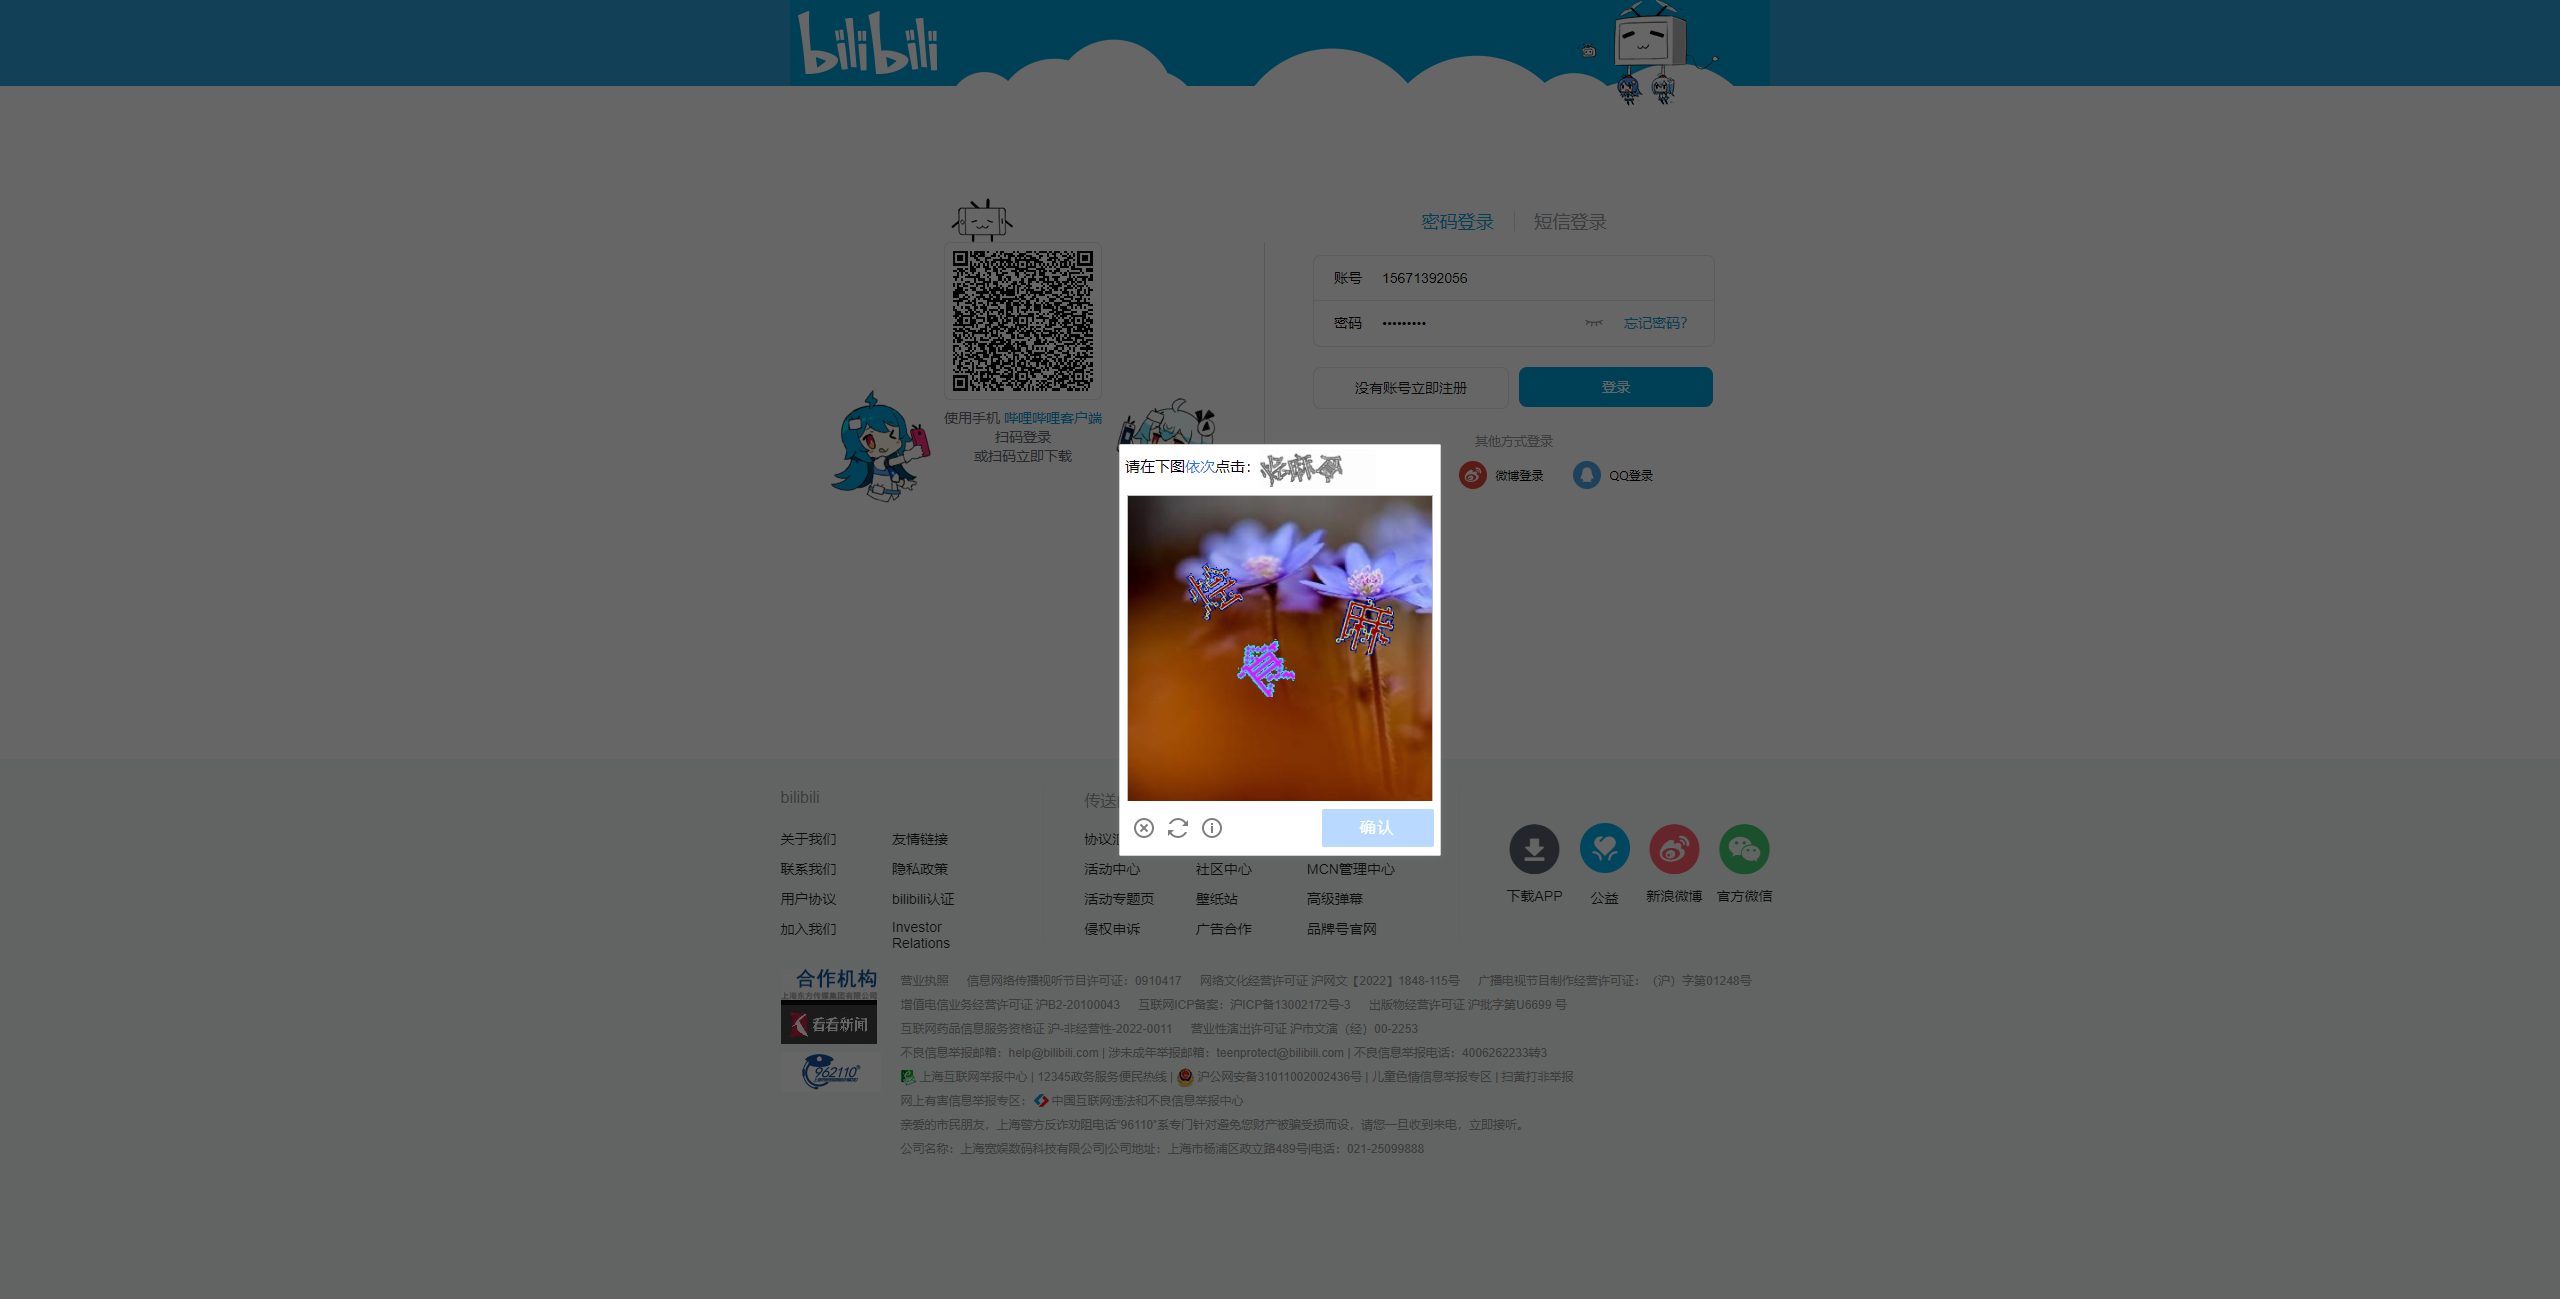 bilibili
密码登录
短信登录
账号 15671392056
密码 •••••••••
忘记密码?
没有账号立即注册
登录
使用手机 哔哩哔哩客户端
扫码登录
或扫码立即下载
其他方式登录
微博登录
QQ登录
请在下图依次点击：
麻
麻
确认
bilibili
传送
关于我们
友情链接
联系我们
隐私政策
用户协议
bilibili认证
加入我们
Investor
Relations
活动中心
社区中心
MCN管理中心
活动专题页
壁纸站
高级弹幕
侵权申诉
广告合作
品牌号官网
下载APP
公益
新浪微博
官方微信
合作机构
上海东方传媒集团有限公司
看看新闻
962110
营业执照 信息网络传播视听节目许可证：0910417 网络文化经营许可证 沪网文【2022】1848-115号 广播电视节目制作经营许可证：（沪）字第01248号
增值电信业务经营许可证 沪B2-20100043 互联网ICP备案：沪ICP备13002172号-3 出版物经营许可证 沪批字第U6699 号
互联网药品信息服务资格证 沪-非经营性-2022-0011 营业性演出许可证 沪市文演（经）00-2253
不良信息举报邮箱：help@bilibili.com | 涉未成年举报邮箱：teenprotect@bilibili.com | 不良信息举报电话：4006262233转3
上海互联网举报中心 | 12345政务服务便民热线 | 沪公网安备31011002002436号 | 儿童色情信息举报专区 | 扫黄打非举报
网上有害信息举报专区： 中国互联网违法和不良信息举报中心
亲爱的市民朋友，上海警方反诈劝阻电话“96110”系专门针对避免您财产被骗受损而设，请您一旦收到来电，立即接听。
公司名称：上海宽娱数码科技有限公司|公司地址：上海市杨浦区政立路489号|电话：021-25099888